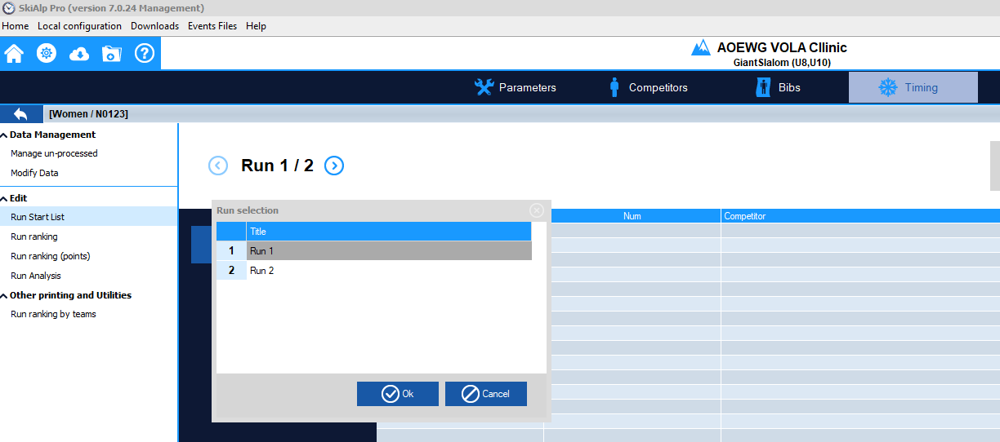 SkiAlp Pro (version 7.0.24 Management)
Home Local configuration Downloads Events Files Help
AOEWG VOLA Cllinic
GiantSlalom (U8,U10)
Parameters Competitors Bibs Timing
[Women / N0123]
Data Management
Manage un-processed
Modify Data
Edit
Run Start List
Run ranking
Run ranking (points)
Run Analysis
Other printing and Utilities
Run ranking by teams
Run 1 / 2
Run selection
Title
1 Run 1
2 Run 2
Ok Cancel
Num Competitor